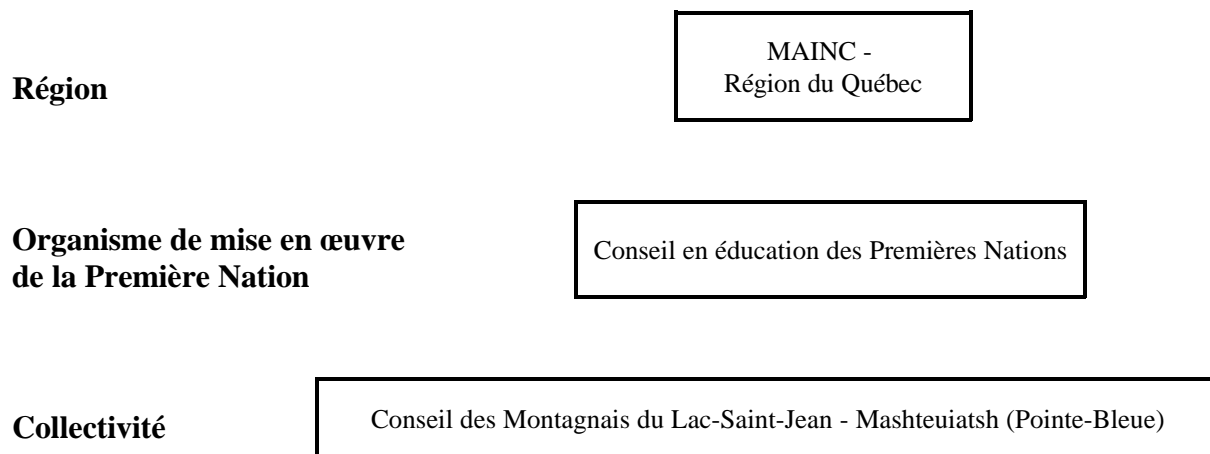 MAINC -
Région du Québec
Région
Organisme de mise en œuvre
de la Première Nation
Conseil en éducation des Premières Nations
Collectivité
Conseil des Montagnais du Lac-Saint-Jean - Mashteuiatsh (Pointe-Bleue)